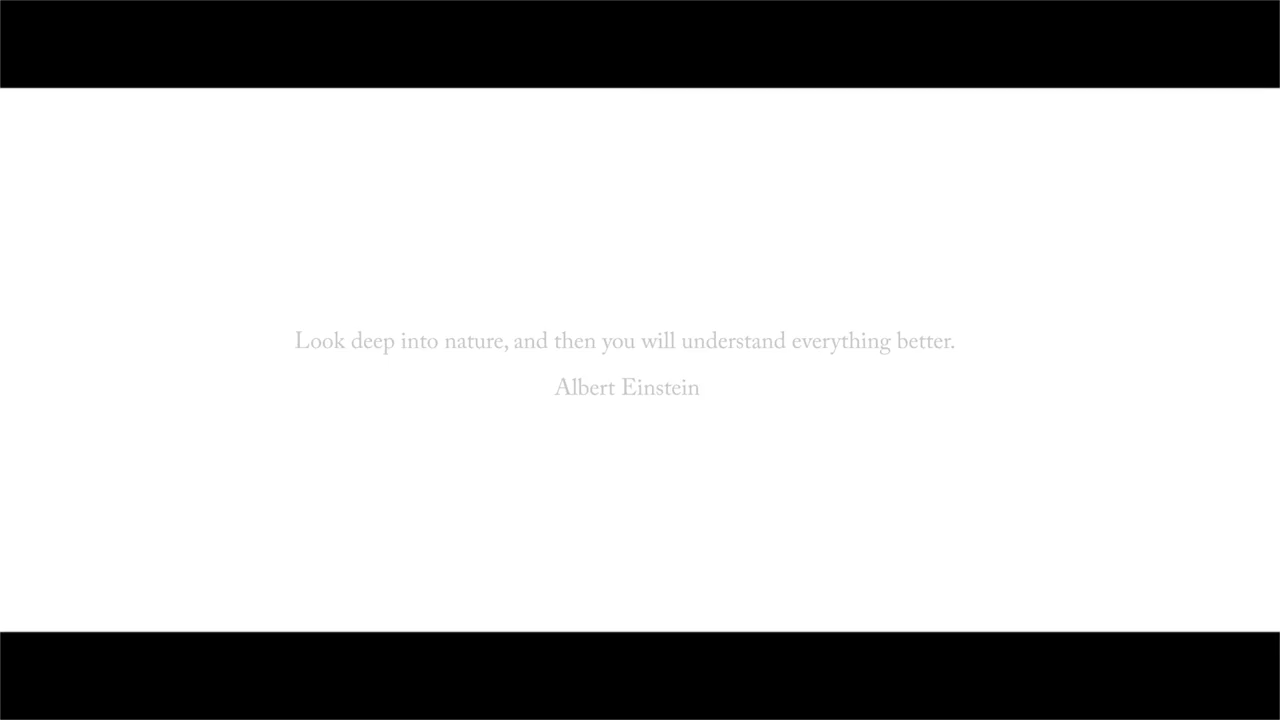 Look deep into nature, and then you will understand everything better.
Albert Einstein